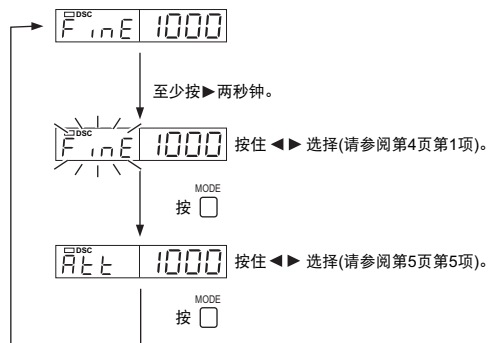 DSC
FinE 1000
至少按▶两秒钟。
DSC
FinE 1000 按住 ◀ ▶ 选择(请参阅第4页第1项)。
MODE
按
DSC
Att 1000 按住 ◀ ▶ 选择(请参阅第5页第5项)。
MODE
按